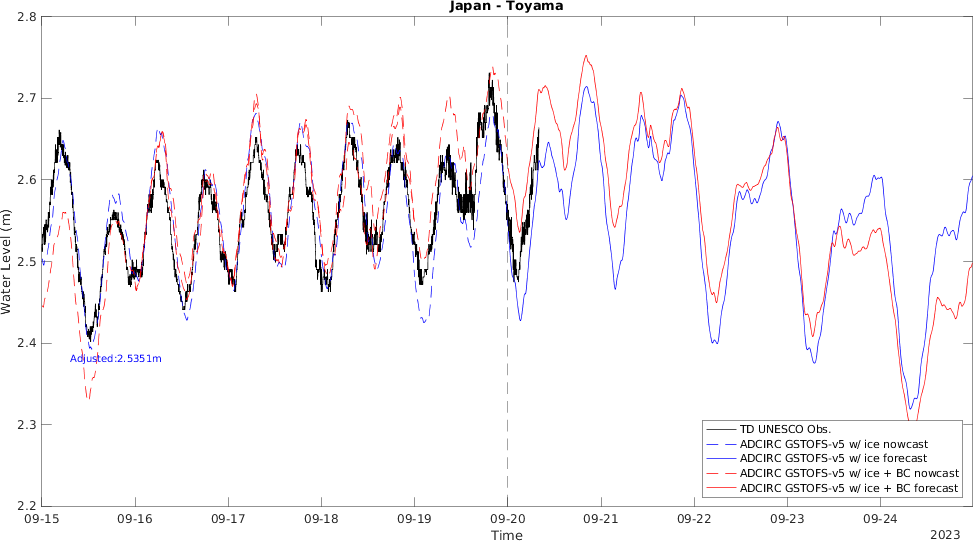 Japan - Toyama
2.8
2.7
2.6
2.5
2.4
2.3
2.2
Water Level (m)
Adjusted:2.5351m
TD UNESCO Obs.
ADCIRC GSTOFS-v5 w/ ice nowcast
ADCIRC GSTOFS-v5 w/ ice forecast
ADCIRC GSTOFS-v5 w/ ice + BC nowcast
ADCIRC GSTOFS-v5 w/ ice + BC forecast
09-15 09-16 09-17 09-18 09-19 09-20 09-21 09-22 09-23 09-24
Time
2023